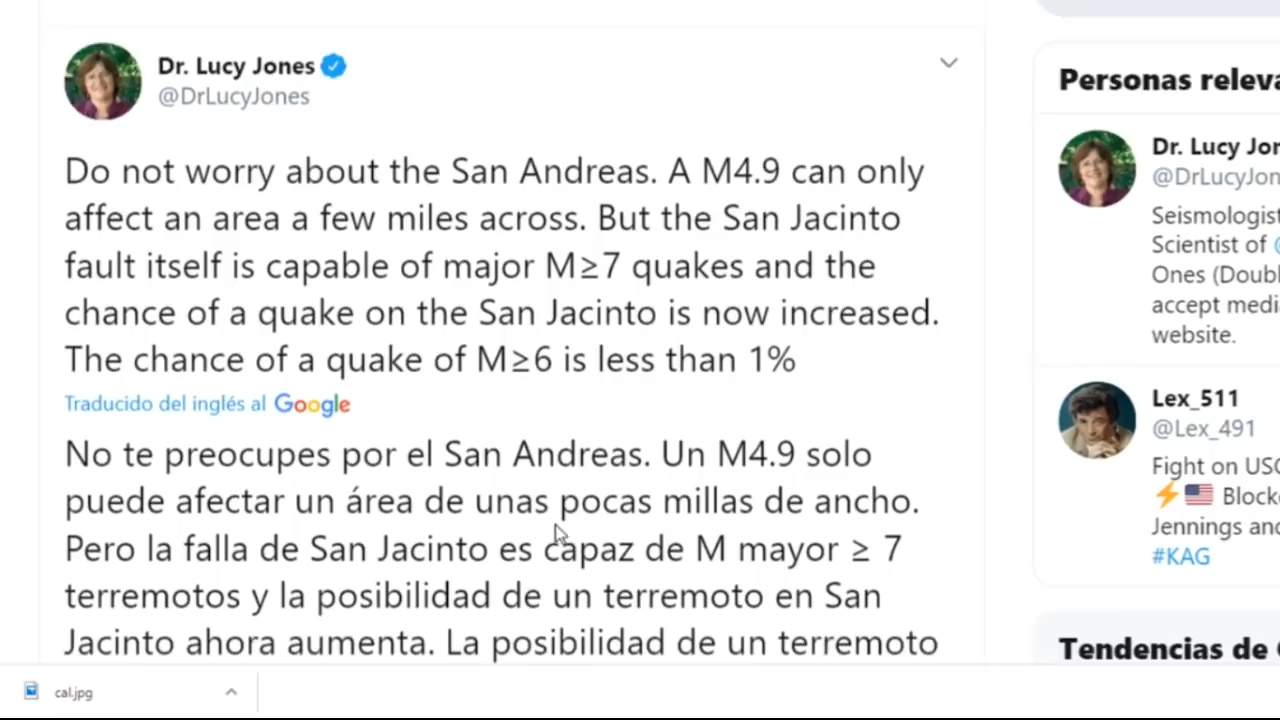 Dr. Lucy Jones
@DrLucyJones
Do not worry about the San Andreas. A M4.9 can only
affect an area a few miles across. But the San Jacinto
fault itself is capable of major M≥7 quakes and the
chance of a quake on the San Jacinto is now increased.
The chance of a quake of M≥6 is less than 1%
Traducido del inglés al Google
No te preocupes por el San Andreas. Un M4.9 solo
puede afectar un área de unas pocas millas de ancho.
Pero la falla de San Jacinto es capaz de M mayor ≥ 7
terremotos y la posibilidad de un terremoto en San
Jacinto ahora aumenta. La posibilidad de un terremoto
Personas releva
Dr. Lucy Jor
@DrLucyJon
Seismologist
Scientist of @
Ones (Doubl
accept medi
website.
Lex_511
@Lex_491
Fight on USC
⚡🇺🇸 Blocke
Jennings and
#KAG
Tendencias de
cal.jpg